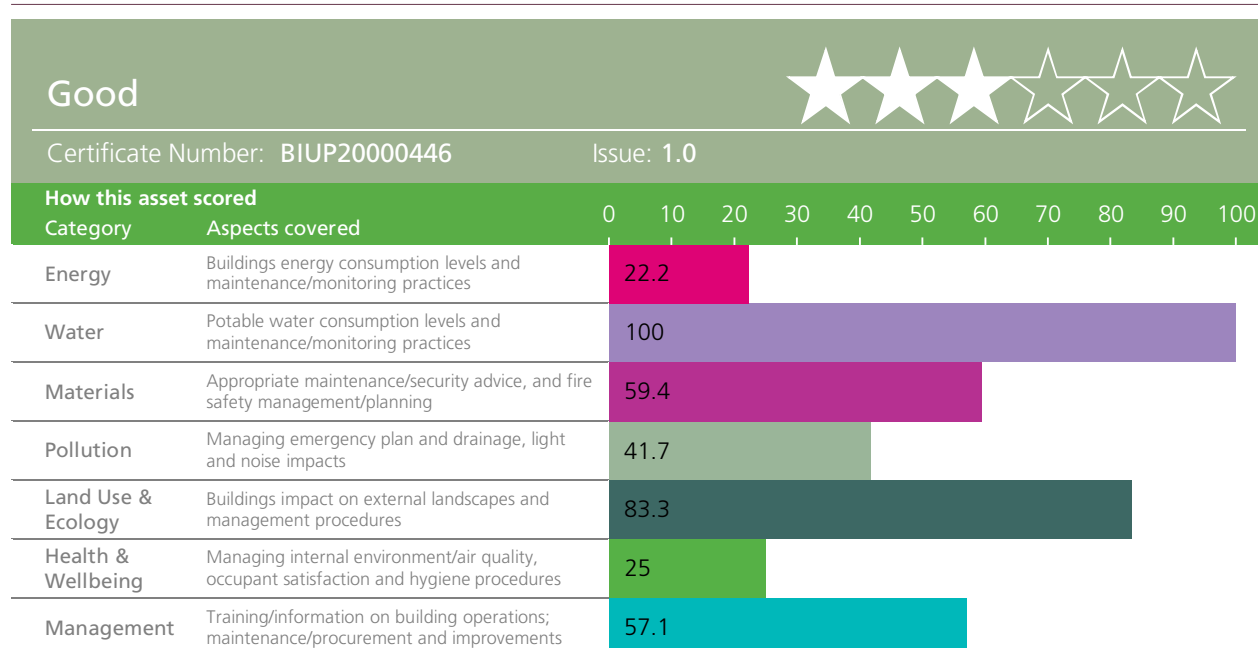 Good
Certificate Number: BIUP20000446 Issue: 1.0
How this asset scored
Category Aspects covered 0 10 20 30 40 50 60 70 80 90 100
Energy Buildings energy consumption levels and
maintenance/monitoring practices 22.2
Water Potable water consumption levels and
maintenance/monitoring practices 100
Materials Appropriate maintenance/security advice, and fire
safety management/planning 59.4
Pollution Managing emergency plan and drainage, light
and noise impacts 41.7
Land Use & Buildings impact on external landscapes and
Ecology management procedures 83.3
Health & Managing internal environment/air quality,
Wellbeing occupant satisfaction and hygiene procedures 25
Management Training/information on building operations;
maintenance/procurement and improvements 57.1